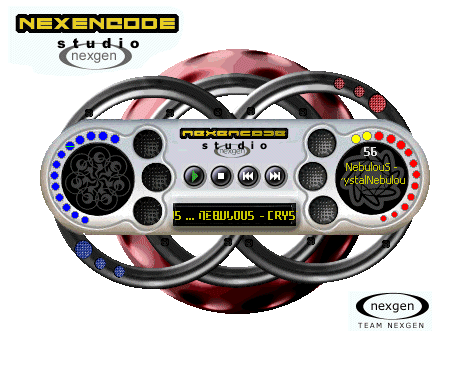 NEXENCODE
studio
nexgen
NEXENCODE
studio
nexgen
56
NebulouS -
ystalNebulou
S ... NEBULOUS - CRYS
nexgen
TEAM NEXGEN